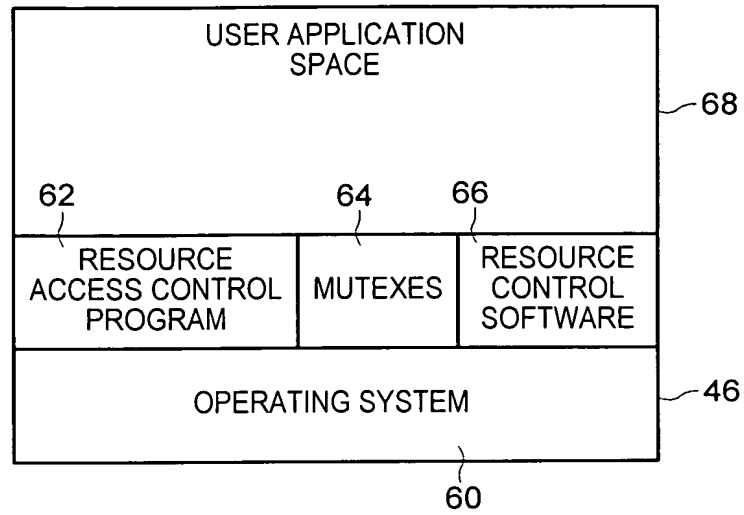 USER APPLICATION
SPACE
68
62
64
66
RESOURCE
ACCESS CONTROL
PROGRAM
MUTEXES
RESOURCE
CONTROL
SOFTWARE
OPERATING SYSTEM
46
60